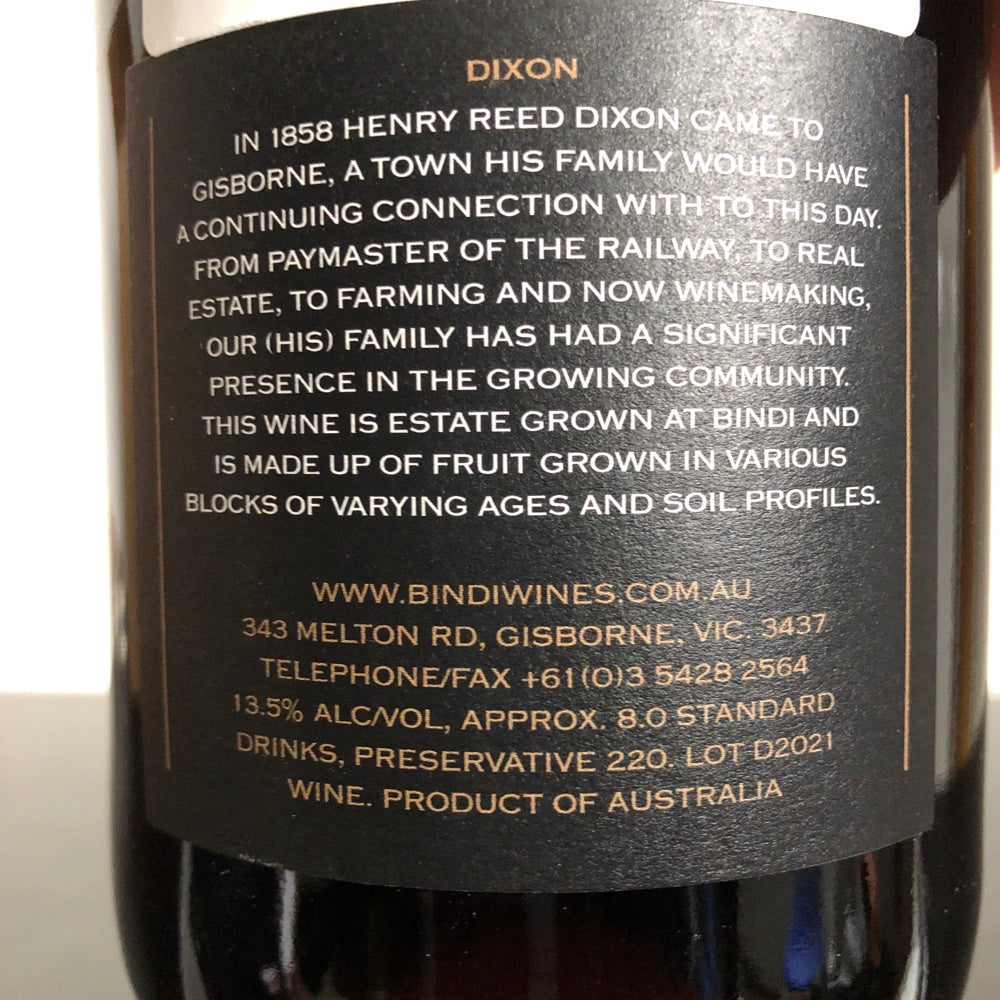 DIXON
IN 1858 HENRY REED DIXON CAME TO
GISBORNE, A TOWN HIS FAMILY WOULD HAVE
A CONTINUING CONNECTION WITH TO THIS DAY.
FROM PAYMASTER OF THE RAILWAY, TO REAL
ESTATE, TO FARMING AND NOW WINEMAKING,
OUR (HIS) FAMILY HAS HAD A SIGNIFICANT
PRESENCE IN THE GROWING COMMUNITY.
THIS WINE IS ESTATE GROWN AT BINDI AND
IS MADE UP OF FRUIT GROWN IN VARIOUS
BLOCKS OF VARYING AGES AND SOIL PROFILES.
WWW.BINDIWINES.COM.AU
343 MELTON RD, GISBORNE, VIC. 3437
TELEPHONE/FAX +61(0)3 5428 2564
13.5% ALC/VOL, APPROX. 8.0 STANDARD
DRINKS, PRESERVATIVE 220. LOT D2021
WINE. PRODUCT OF AUSTRALIA